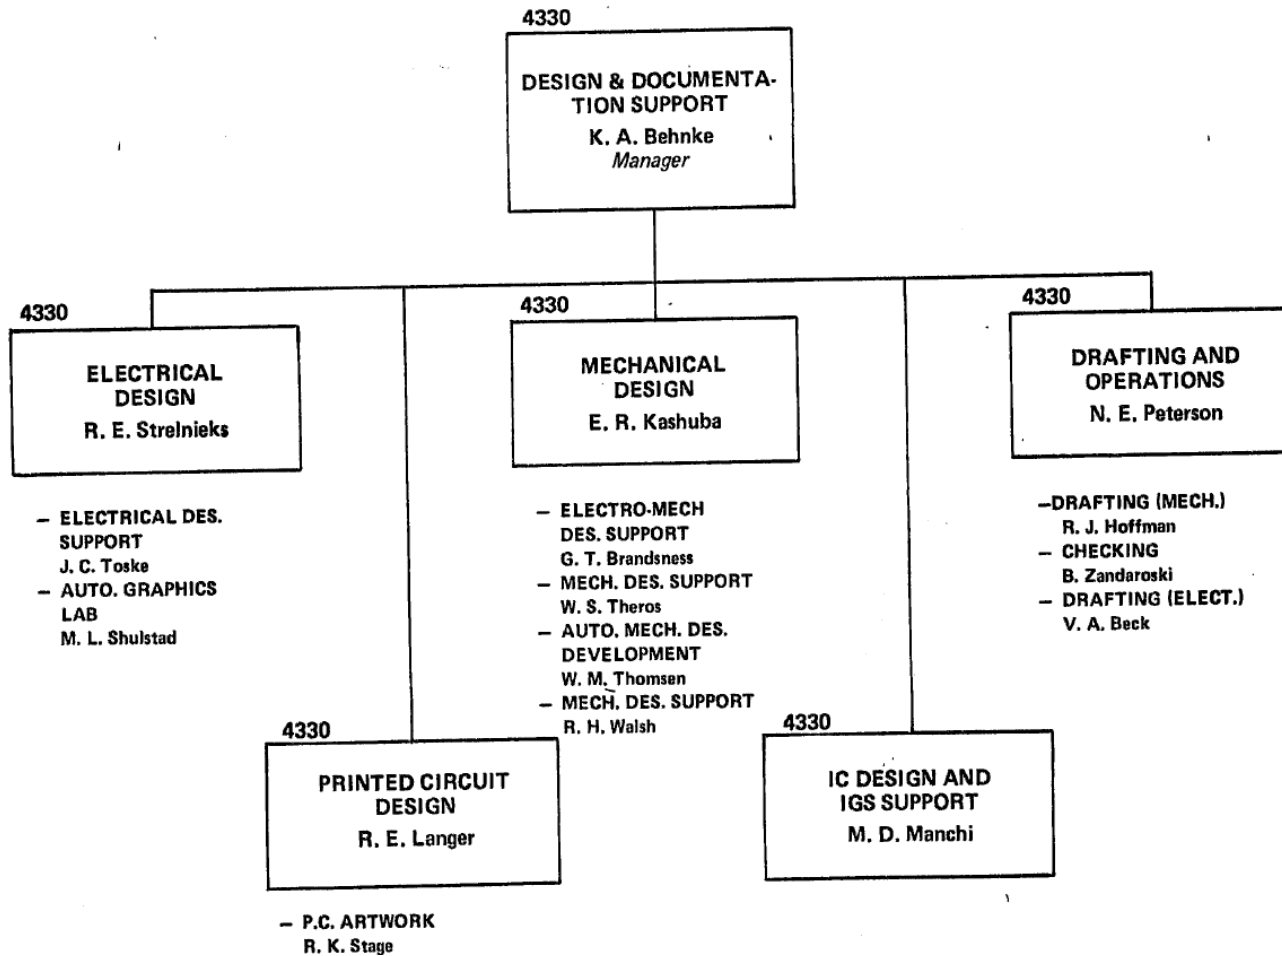 4330
DESIGN & DOCUMENTA-
TION SUPPORT
K. A. Behnke
Manager
4330
ELECTRICAL
DESIGN
R. E. Strelnieks
— ELECTRICAL DES.
SUPPORT
J. C. Toske
— AUTO. GRAPHICS
LAB
M. L. Shulstad
4330
MECHANICAL
DESIGN
E. R. Kashuba
— ELECTRO-MECH
DES. SUPPORT
G. T. Brandsness
— MECH. DES. SUPPORT
W. S. Theros
— AUTO. MECH. DES.
DEVELOPMENT
W. M. Thomsen
— MECH. DES. SUPPORT
R. H. Walsh
4330
DRAFTING AND
OPERATIONS
N. E. Peterson
—DRAFTING (MECH.)
R. J. Hoffman
— CHECKING
B. Zandaroski
— DRAFTING (ELECT.)
V. A. Beck
4330
PRINTED CIRCUIT
DESIGN
R. E. Langer
— P.C. ARTWORK
R. K. Stage
4330
IC DESIGN AND
IGS SUPPORT
M. D. Manchi